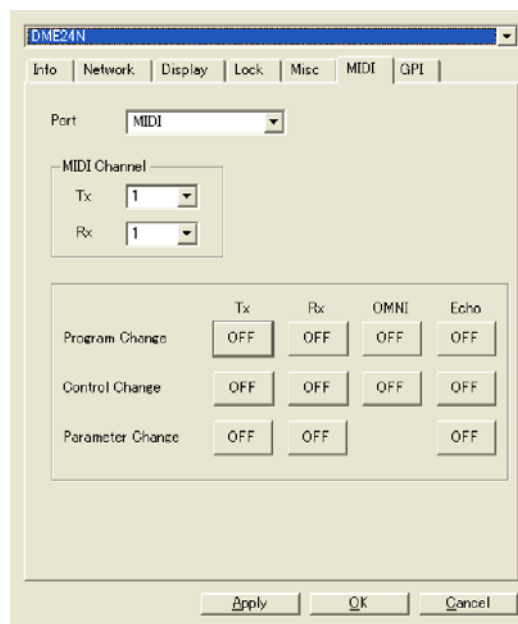 DME24N
Info Network Display Lock Misc MIDI GPI
Port MIDI
MIDI Channel
Tx 1
Rx 1
Tx Rx OMNI Echo
Program Change OFF OFF OFF OFF
Control Change OFF OFF OFF OFF
Parameter Change OFF OFF OFF
Apply OK Cancel